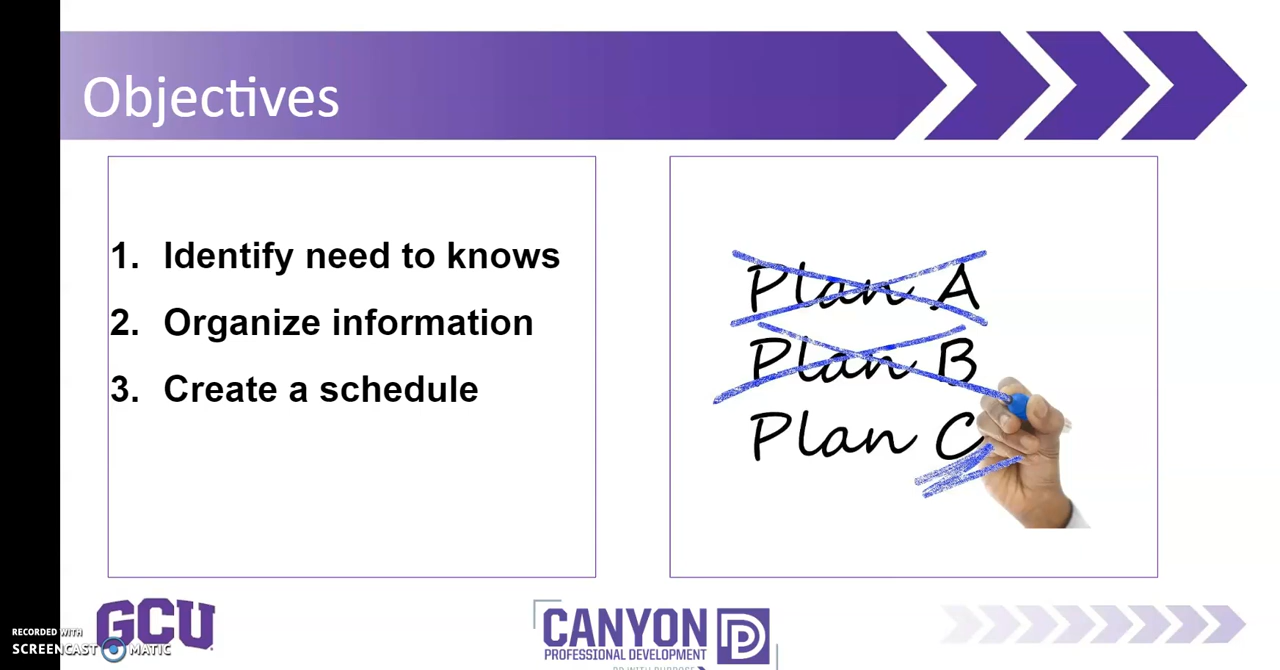 Objectives
1. Identify need to knows
2. Organize information
3. Create a schedule
Plan A
Plan B
Plan C
GCU
CANYON
PROFESSIONAL DEVELOPMENT
PD
RECORDED WITH
SCREENCAST MATIC